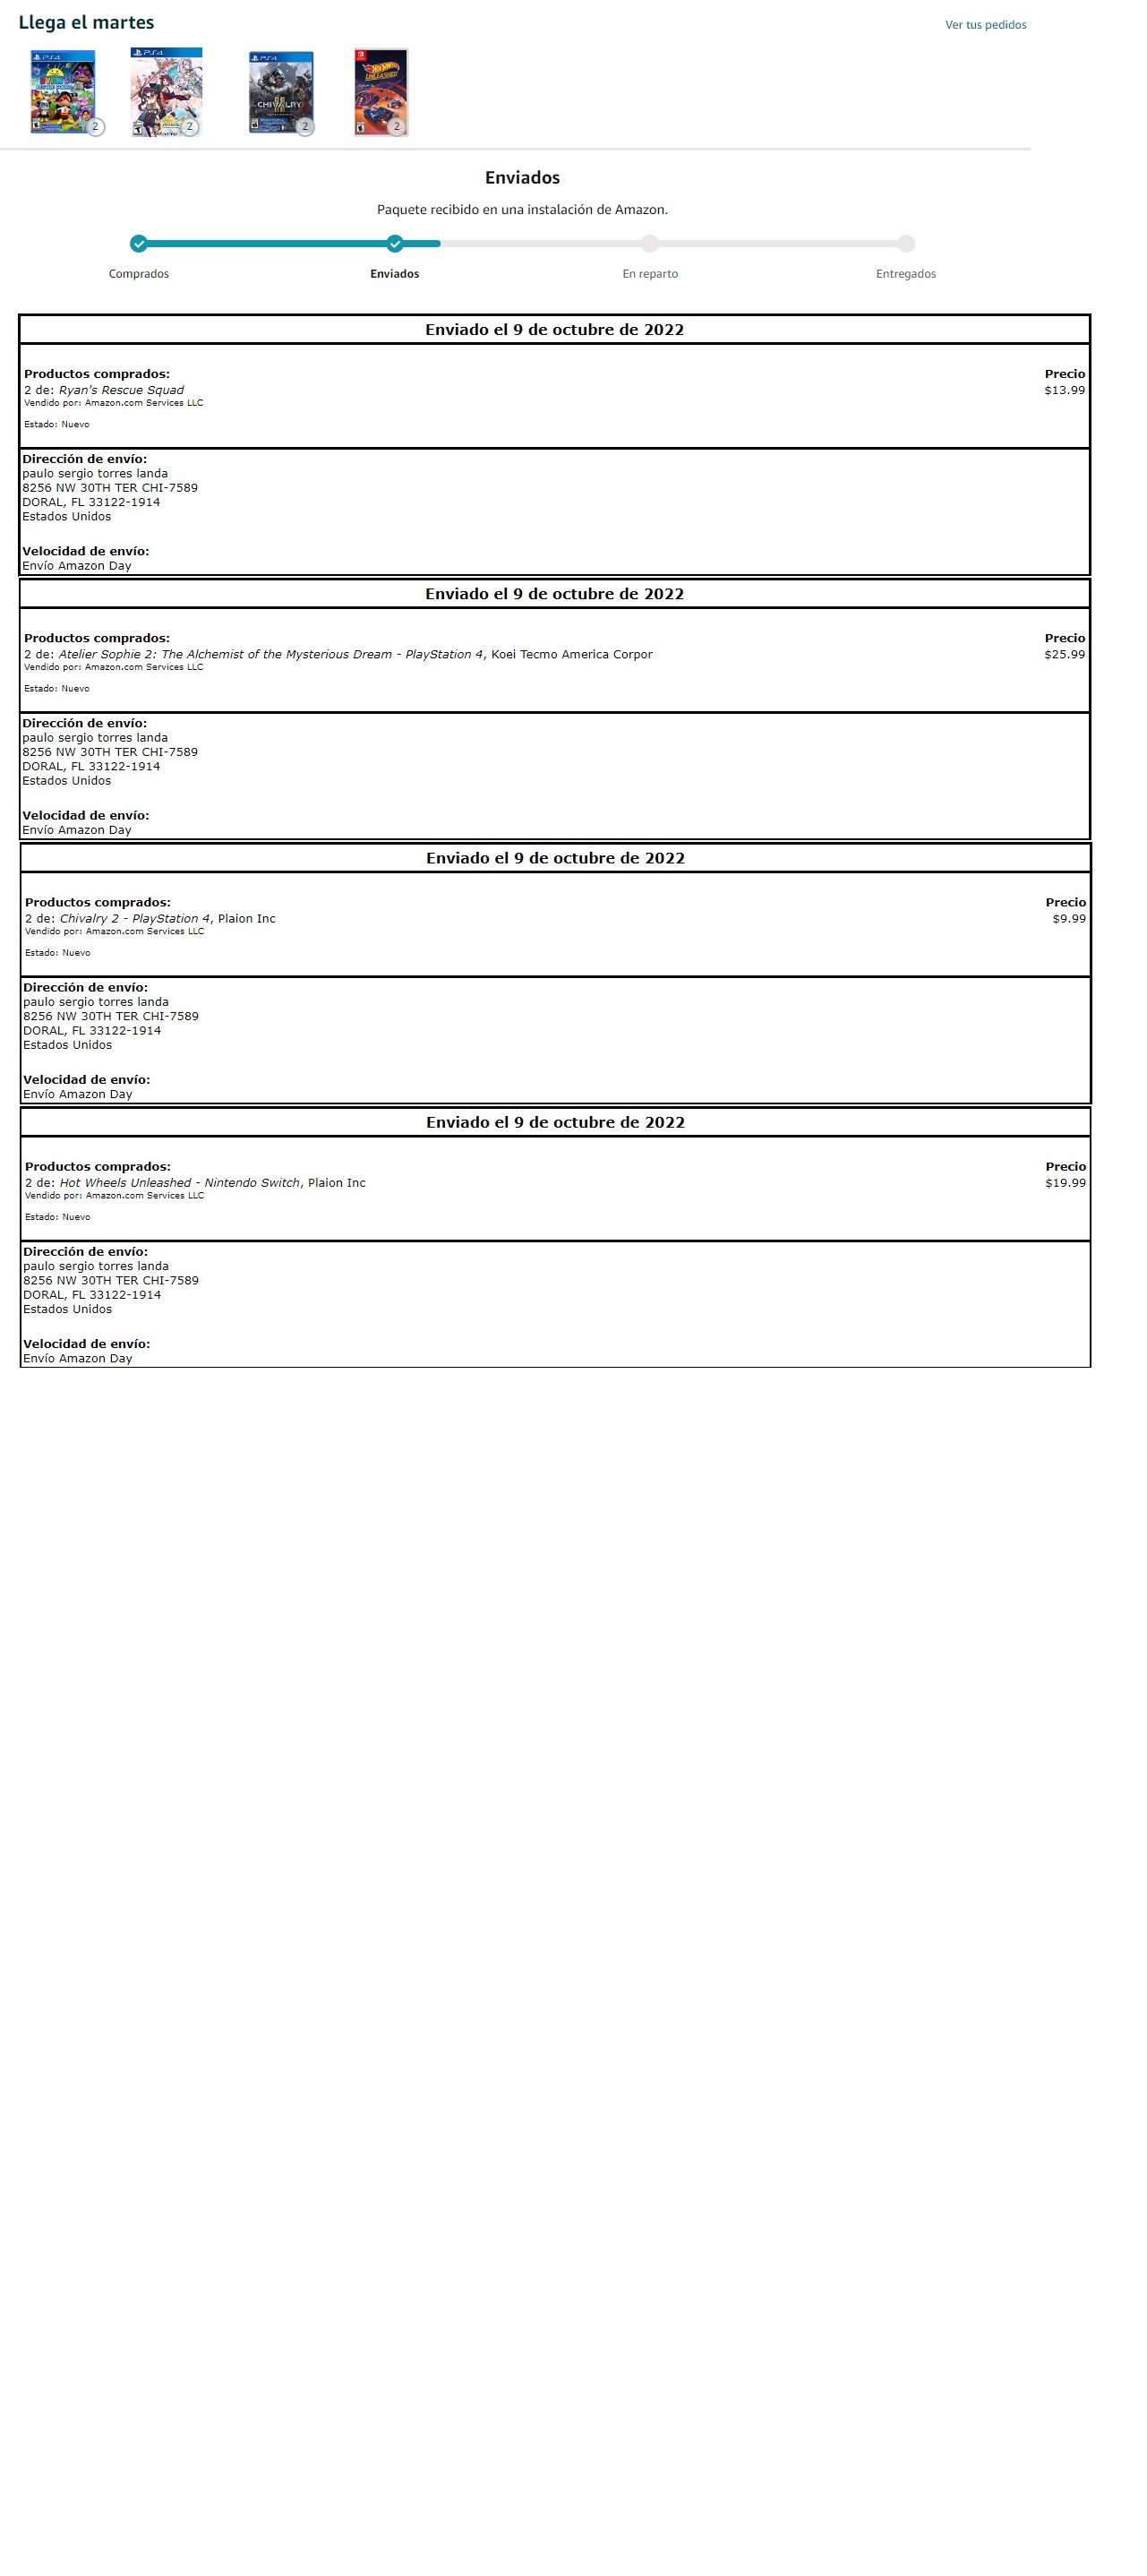 Llega el martes
Ver tus pedidos
PS4
2
PS4
2
PS4
CHIVALRY
II
2
HOT WHEELS
UNLEASHED
2
Enviados
Paquete recibido en una instalación de Amazon.
Comprados
Enviados
En reparto
Entregados
Enviado el 9 de octubre de 2022
Productos comprados: Precio
2 de: Ryan's Rescue Squad $13.99
Vendido por: Amazon.com Services LLC
Estado: Nuevo
Dirección de envío:
paulo sergio torres landa
8256 NW 30TH TER CHI-7589
DORAL, FL 33122-1914
Estados Unidos
Velocidad de envío:
Envío Amazon Day
Enviado el 9 de octubre de 2022
Productos comprados: Precio
2 de: Atelier Sophie 2: The Alchemist of the Mysterious Dream - PlayStation 4, Koei Tecmo America Corpor $25.99
Vendido por: Amazon.com Services LLC
Estado: Nuevo
Dirección de envío:
paulo sergio torres landa
8256 NW 30TH TER CHI-7589
DORAL, FL 33122-1914
Estados Unidos
Velocidad de envío:
Envío Amazon Day
Enviado el 9 de octubre de 2022
Productos comprados: Precio
2 de: Chivalry 2 - PlayStation 4, Plaion Inc $9.99
Vendido por: Amazon.com Services LLC
Estado: Nuevo
Dirección de envío:
paulo sergio torres landa
8256 NW 30TH TER CHI-7589
DORAL, FL 33122-1914
Estados Unidos
Velocidad de envío:
Envío Amazon Day
Enviado el 9 de octubre de 2022
Productos comprados: Precio
2 de: Hot Wheels Unleashed - Nintendo Switch, Plaion Inc $19.99
Vendido por: Amazon.com Services LLC
Estado: Nuevo
Dirección de envío:
paulo sergio torres landa
8256 NW 30TH TER CHI-7589
DORAL, FL 33122-1914
Estados Unidos
Velocidad de envío:
Envío Amazon Day